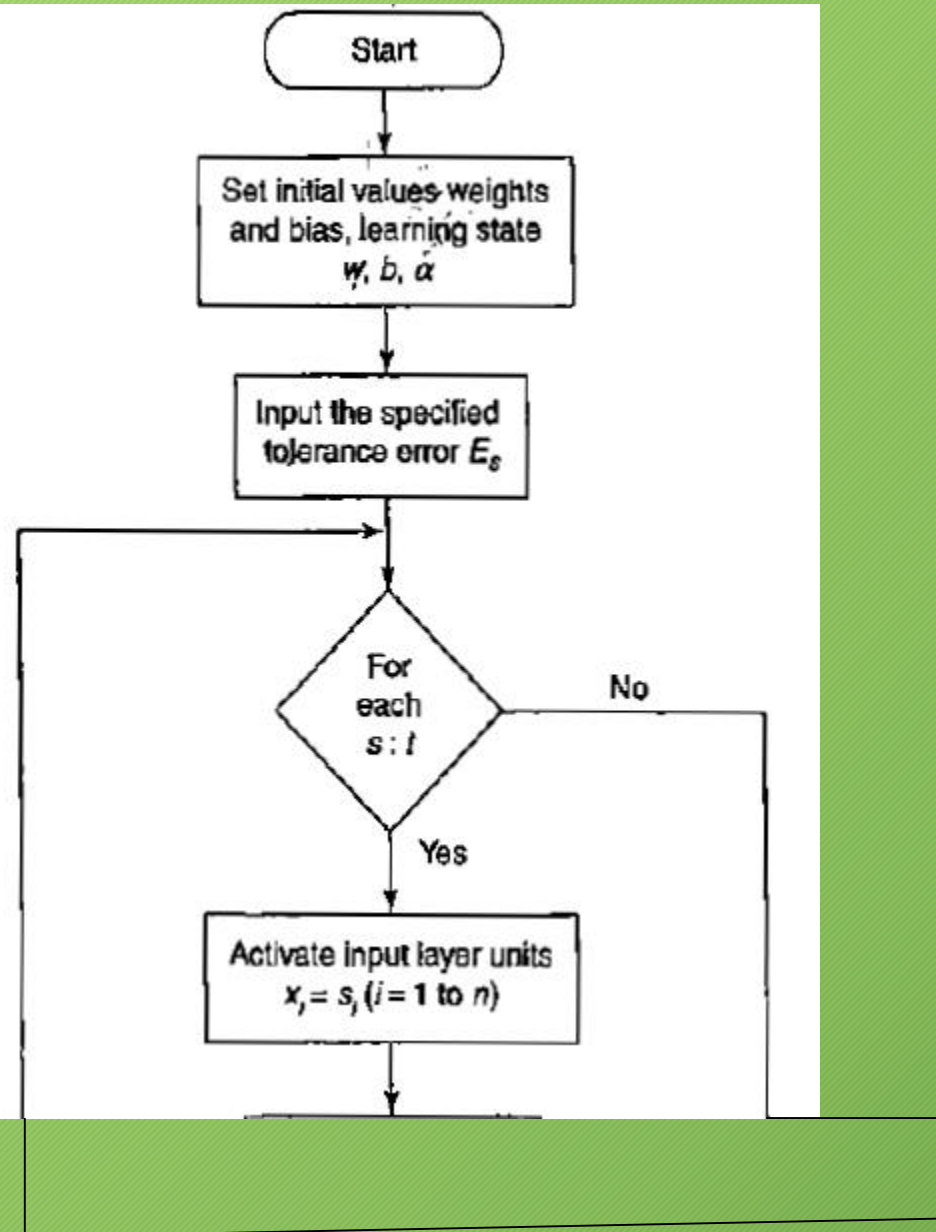 Start
Set initial values-weights
and bias, learning state
w, b, α
Input the specified
tolerance error Es
For
each
s : t
No
Yes
Activate input layer units
xi = si (i = 1 to n)